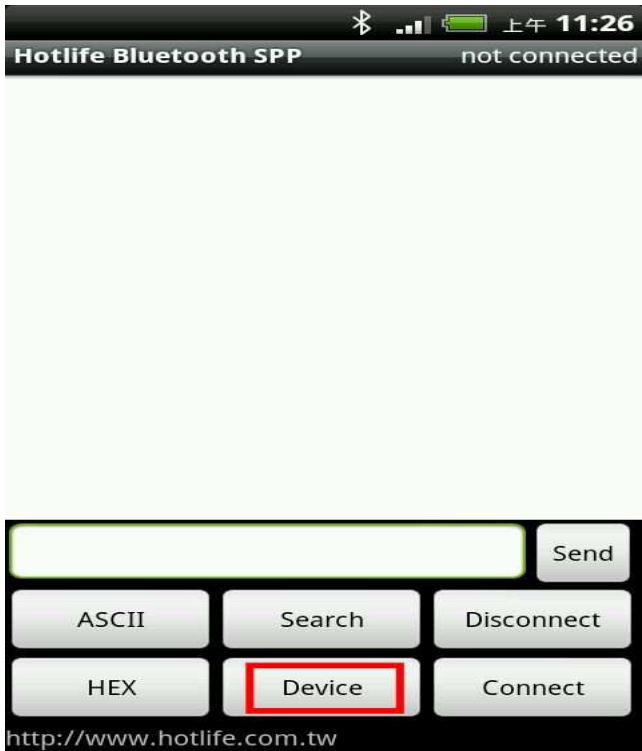 上午 11:26
Hotlife Bluetooth SPP not connected
Send
ASCII Search Disconnect
HEX Device Connect
http://www.hotlife.com.tw